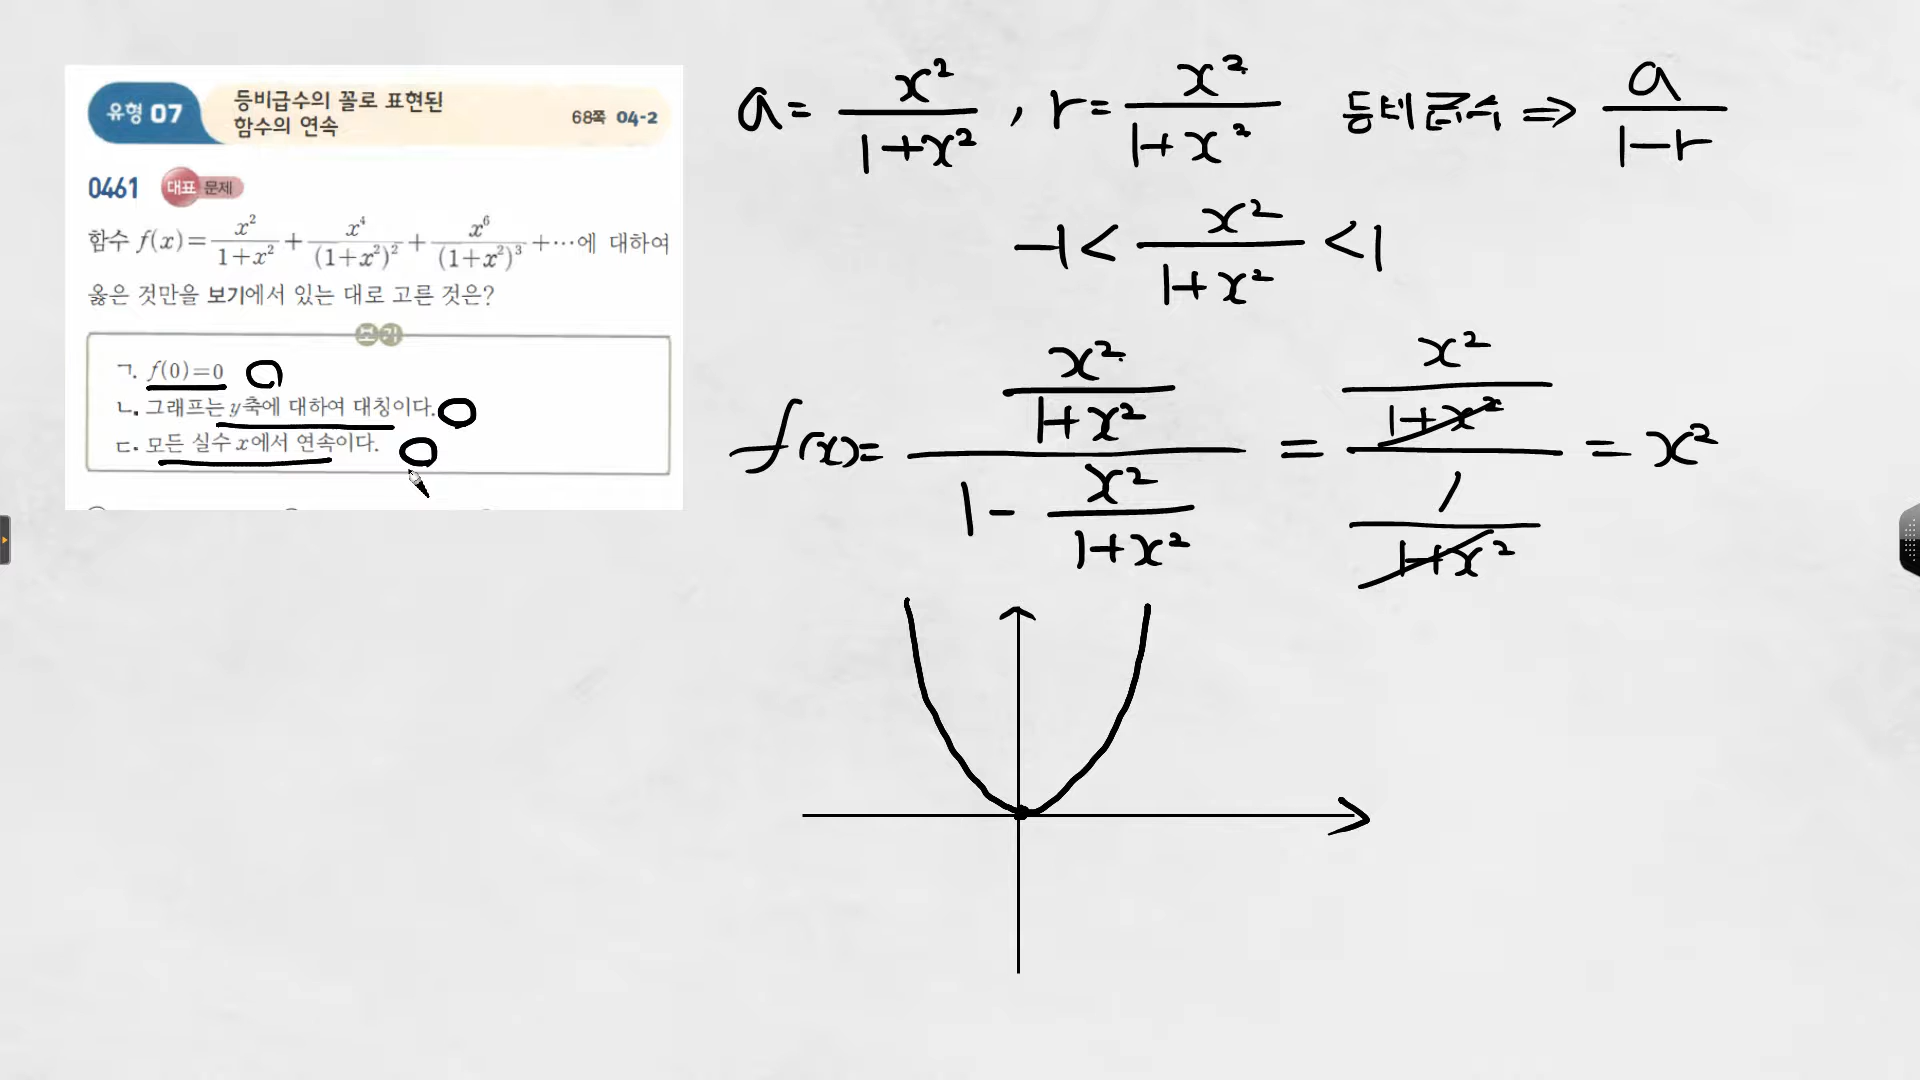 유형 07 등비급수의 꼴로 표현된
함수의 연속 68쪽 04-2
0461 대표 문제
함수 f(x)=x²/(1+x²)+x⁴/(1+x²)²+x⁶/(1+x²)³+⋯에 대하여
옳은 것만을 보기에서 있는 대로 고른 것은?
보기
ㄱ. f(0)=0 O
ㄴ. 그래프는 y축에 대하여 대칭이다. O
ㄷ. 모든 실수 x에서 연속이다. O
a= x²/(1+x²) , r= x²/(1+x²) 등비급수 ⇒ a/(1-r)
-1 < x²/(1+x²) < 1
f(x)= (x²/(1+x²))/(1-x²/(1+x²)) = (x²/(1+x²))/(1/(1+x²)) = x²